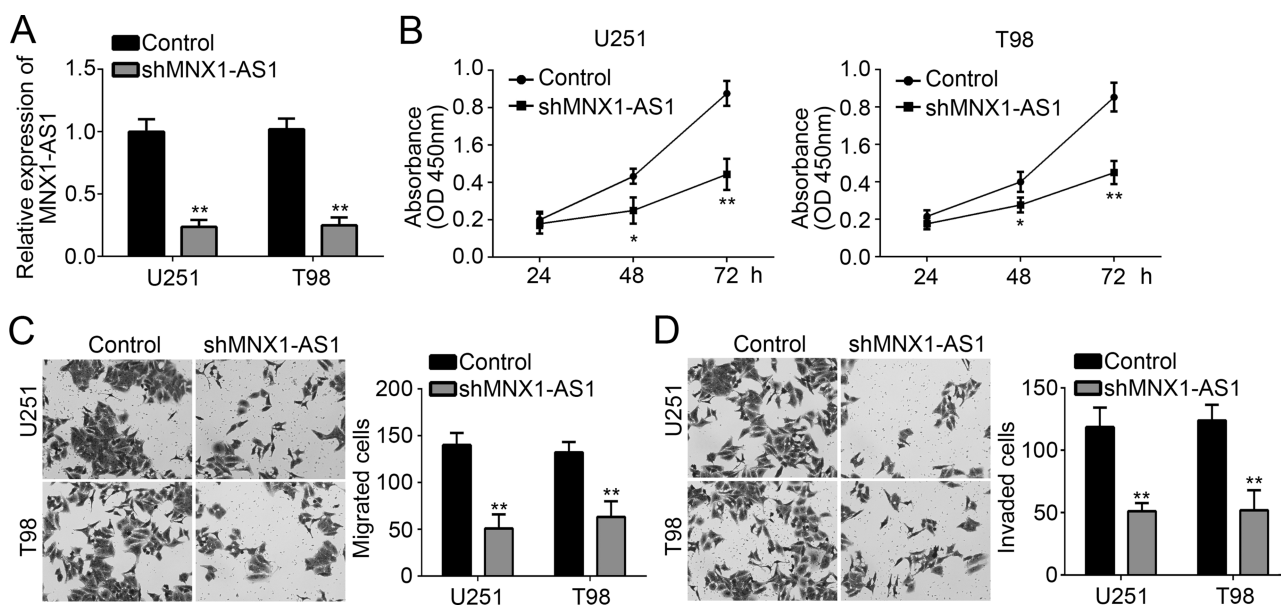 A
Control
shMNX1-AS1
Relative expression of
MNX1-AS1
1.5
1.0
0.5
0.0
**
**
U251
T98
B
U251
Control
shMNX1-AS1
Absorbance
(OD 450nm)
1.0
0.8
1.6
0.4
0.2
0.0
*
**
24
48
72
h
T98
Control
shMNX1-AS1
Absorbance
(OD 450nm)
1.0
0.8
1.6
0.4
0.2
0.0
*
**
24
48
72
h
C
Control
shMNX1-AS1
U251
T98
Control
shMNX1-AS1
Migrated cells
200
150
100
50
0
**
**
U251
T98
D
Control
shMNX1-AS1
U251
T98
Control
shMNX1-AS1
Invaded cells
150
100
50
0
**
**
U251
T98